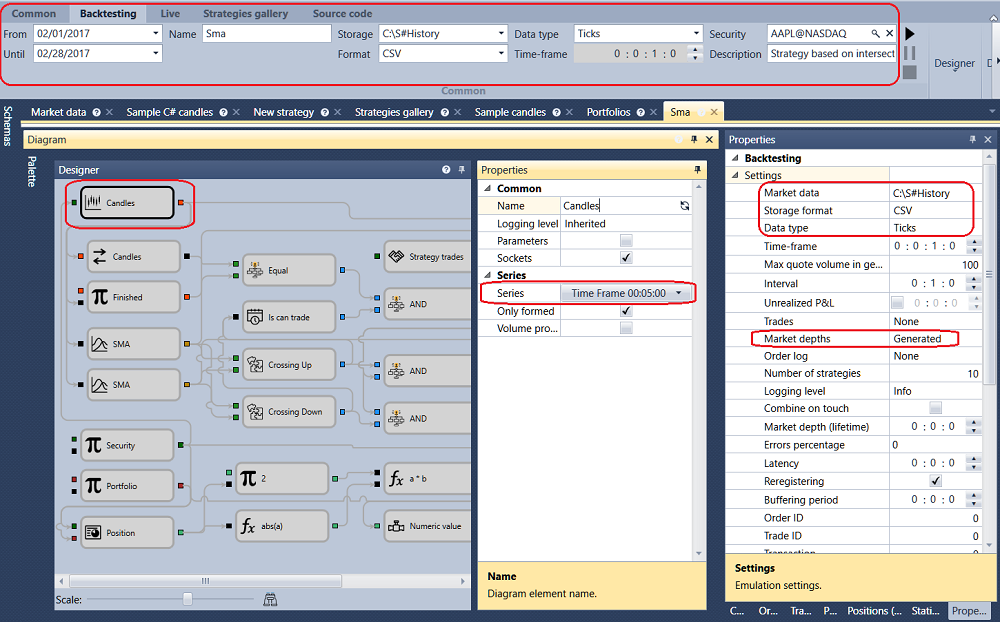 Common Backtesting Live Strategies gallery Source code
From 02/01/2017 Name Sma Storage C:\S#History Data type Ticks Security AAPL@NASDAQ
Until 02/28/2017 Format CSV Time-frame 0 : 0 : 1 : 0 Description Strategy based on intersect
Designer D
Common
Schemas
Market data Sample C# candles New strategy Strategies gallery Sample candles Portfolios Sma
Palette
Diagram
Designer
Candles
Candles
Strategy trades
Equal
Finished
AND
Is can trade
SMA
Crossing Up
AND
SMA
Crossing Down
AND
Security
Portfolio
2
a * b
Position
abs(a)
Numeric value
Scale:
Properties
Common
Name Candles
Logging level Inherited
Parameters
Sockets
Series
Series Time Frame 00:05:00
Only formed
Volume pro...
Name
Diagram element name.
Properties
Backtesting
Settings
Market data C:\S#History
Storage format CSV
Data type Ticks
Time-frame 0 : 0 : 1 : 0
Max quote volume in ge... 100
Interval 0 : 1 : 0
Unrealized P&L 0 : 0 : 0
Trades None
Market depths Generated
Order log None
Number of strategies 10
Logging level Info
Combine on touch
Market depth (lifetime) 0 : 0 : 0
Errors percentage 0
Latency 0 : 0 : 0
Reregistering
Buffering period 0 : 0 : 0
Order ID 0
Trade ID 0
Transaction
Settings
Emulation settings.
C... Or... Tra... P... Positions (... Stati... Prope...